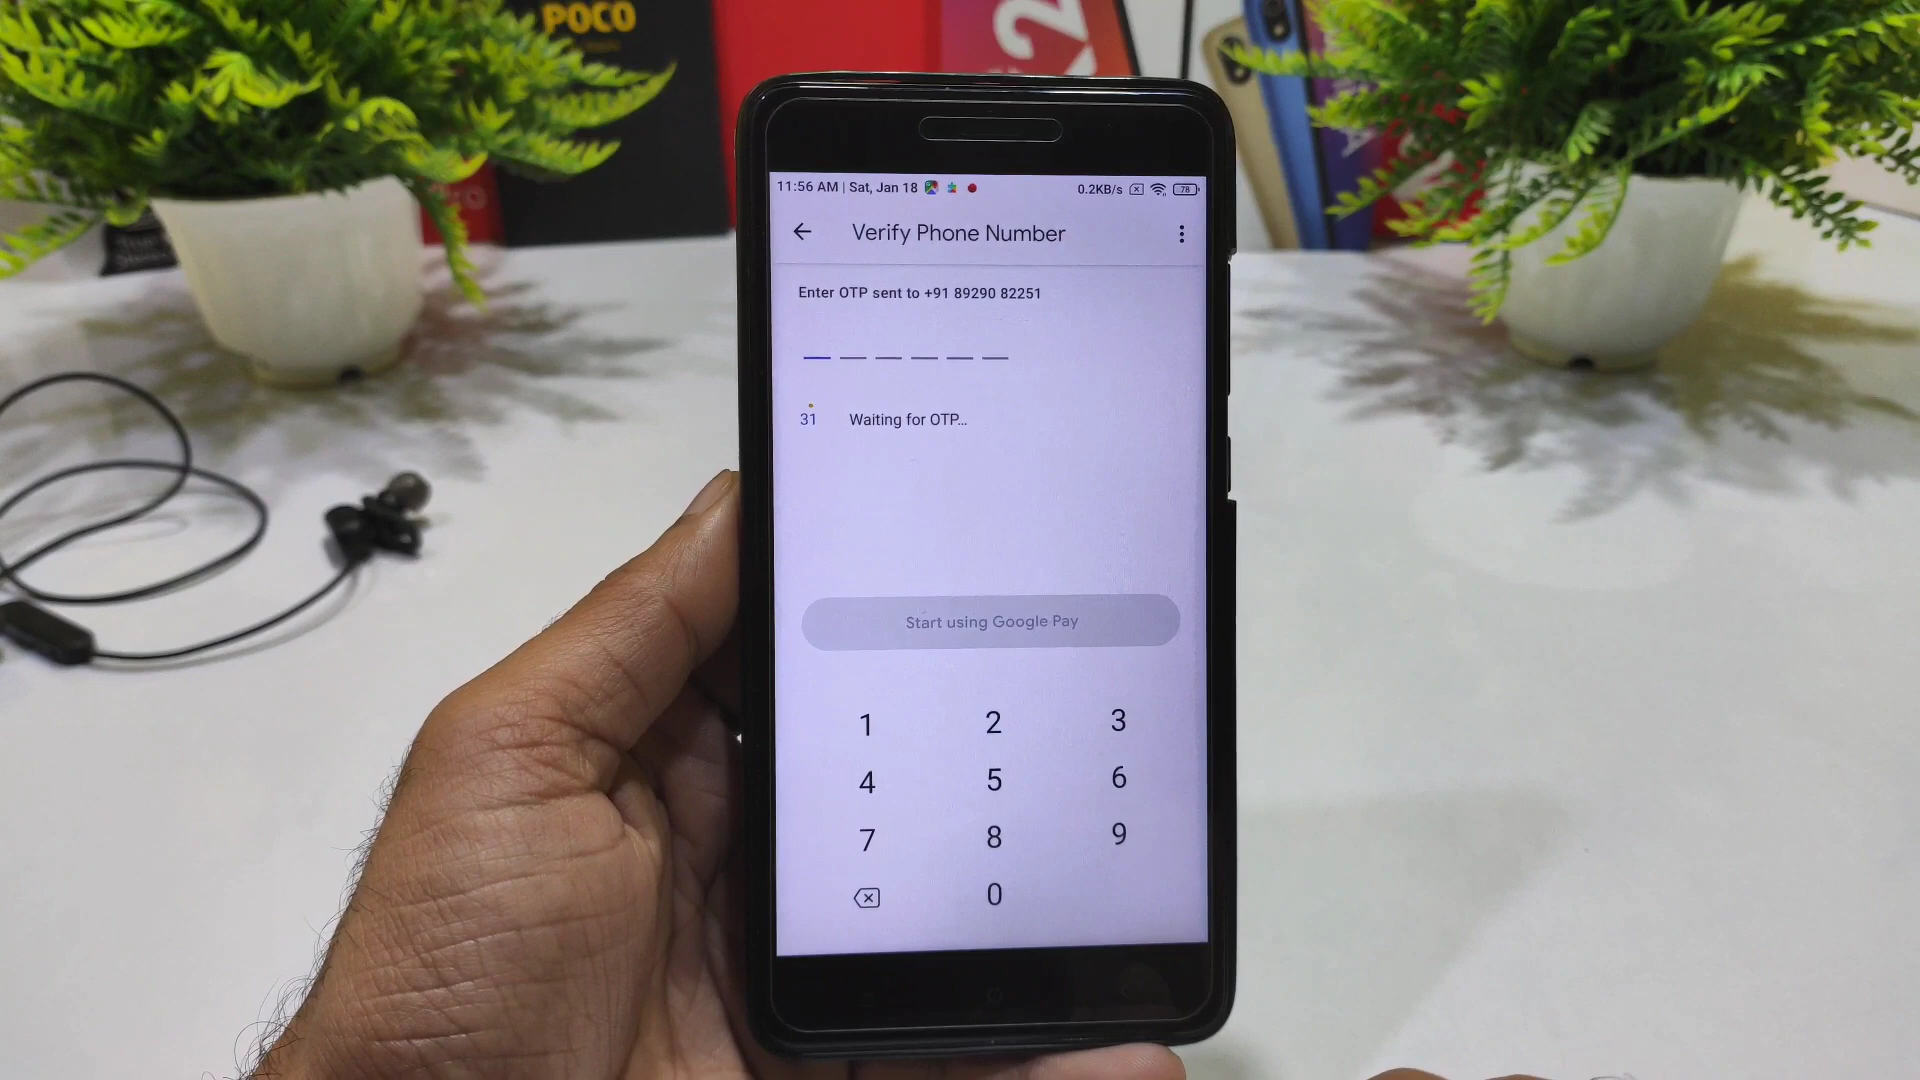 POCO
11:56 AM | Sat, Jan 18
0.2KB/s
78
Verify Phone Number
Enter OTP sent to +91 89290 82251
31 Waiting for OTP...
Start using Google Pay
1 2 3
4 5 6
7 8 9
0